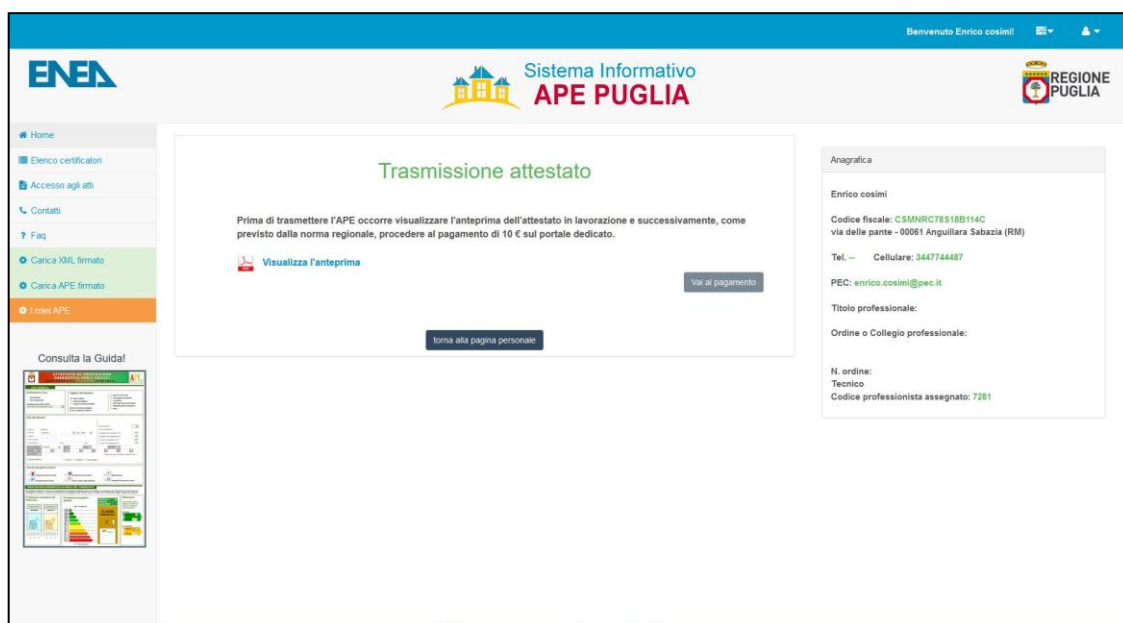 Benvenuto Enrico cosimi!
ENEA
Sistema Informativo
APE PUGLIA
REGIONE
PUGLIA
Home
Elenco certificatori
Accesso agli atti
Contatti
Faq
Carica XML firmato
Carica APE firmato
I miei APE
Consulta la Guida!
Trasmissione attestato
Prima di trasmettere l'APE occorre visualizzare l'anteprima dell'attestato in lavorazione e successivamente, come
previsto dalla norma regionale, procedere al pagamento di 10 € sul portale dedicato.
Visualizza l'anteprima
Vai al pagamento
torna alla pagina personale
Anagrafica
Enrico cosimi
Codice fiscale: CSMNRC78S18B114C
via delle pante - 00061 Anguillara Sabazia (RM)
Tel. -- Cellulare: 3447744487
PEC: enrico.cosimi@pec.it
Titolo professionale:
Ordine o Collegio professionale:
N. ordine:
Tecnico
Codice professionista assegnato: 7281